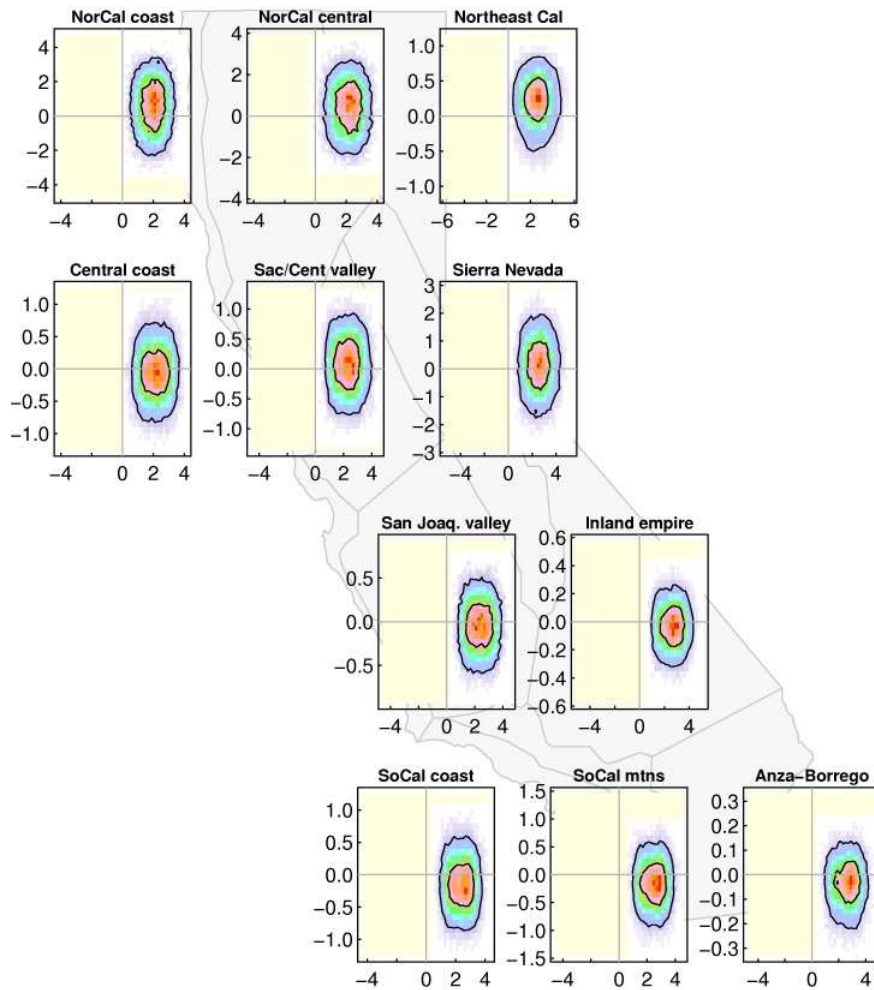 NorCal coast NorCal central Northeast Cal
4 4 1.0
2 2 0.5
0 0 0.0
−2 −2 −0.5
−4 −4 −1.0
−4 0 2 4 −4 0 2 4 −6 −2 2 6
Central coast Sac/Cent valley Sierra Nevada
1.0 1.0 3
2
0.5 0.5 1
0.0 0.0 0
−0.5 −0.5 −1
−2
−1.0 −1.0 −3
−4 0 2 4 −4 0 2 4 −4 0 2 4
San Joaq. valley Inland empire
0.6
0.5 0.4
0.2
0.0 0.0
−0.2
−0.5 −0.4
−0.6
−4 0 2 4 −4 0 2 4
SoCal coast SoCal mtns Anza−Borrego
1.0 1.5 0.3
1.0 0.2
0.5 0.5 0.1
0.0 0.0 0.0
−0.5 −0.5 −0.1
−1.0 −0.2
−1.0 −1.5 −0.3
−4 0 2 4 −4 0 2 4 −4 0 2 4